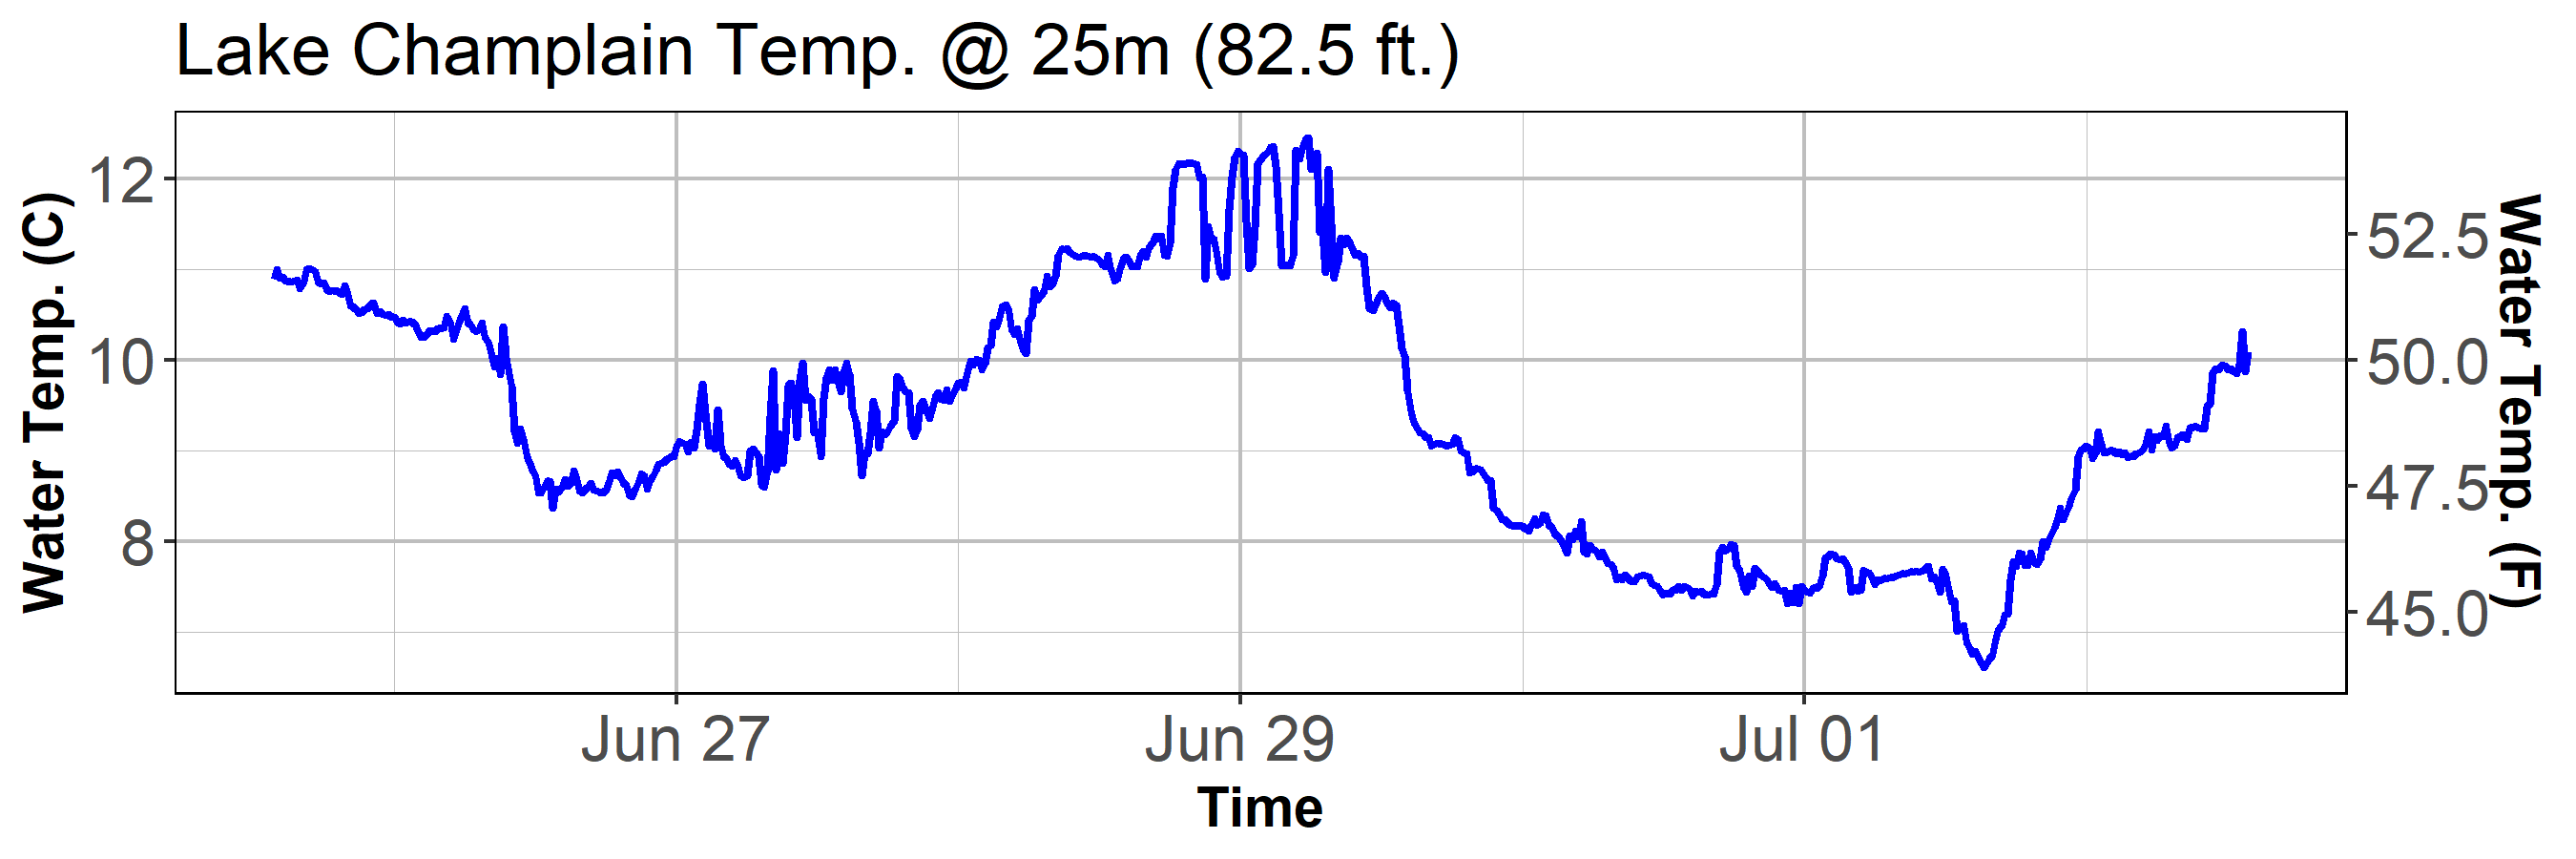 Lake Champlain Temp. @ 25m (82.5 ft.)
Water Temp. (C)
12
10
8
52.5
50.0
47.5
45.0
Water Temp. (F)
Jun 27
Jun 29
Jul 01
Time